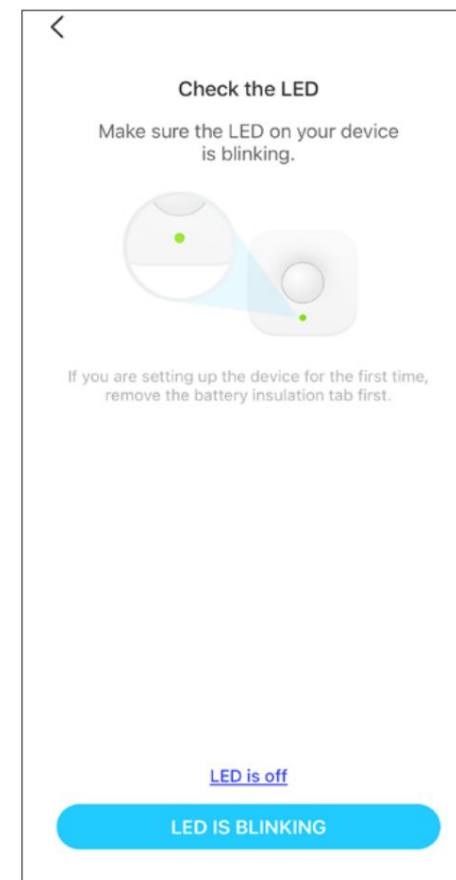 Check the LED
Make sure the LED on your device
is blinking.
If you are setting up the device for the first time,
remove the battery insulation tab first.
LED is off
LED IS BLINKING